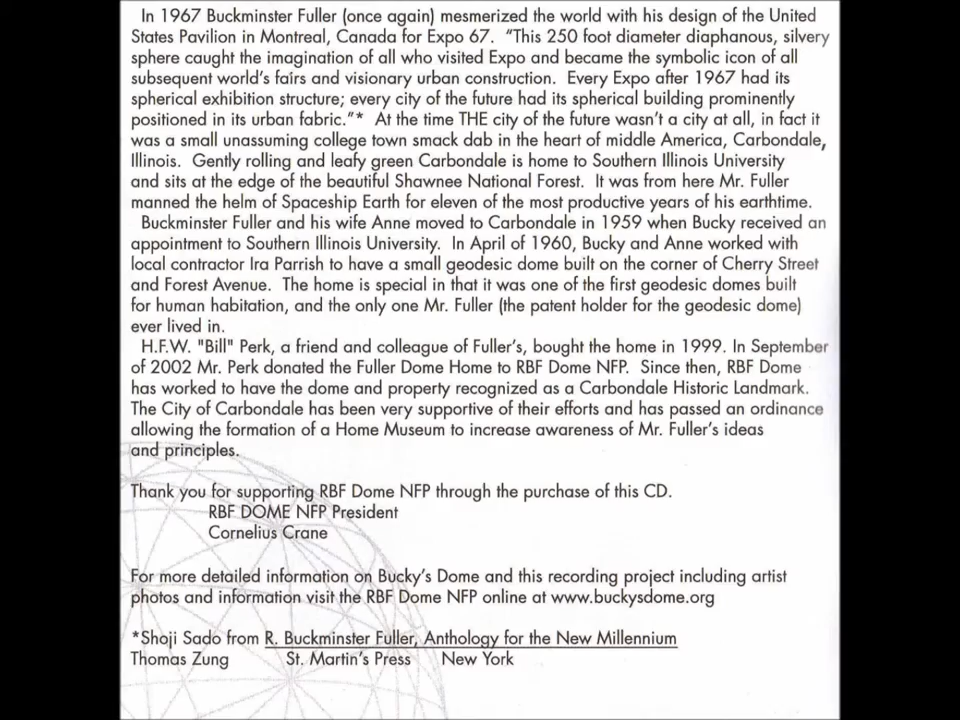 In 1967 Buckminster Fuller (once again) mesmerized the world with his design of the United
States Pavilion in Montreal, Canada for Expo 67. "This 250 foot diameter diaphanous, silvery
sphere caught the imagination of all who visited Expo and became the symbolic icon of all
subsequent world's fairs and visionary urban construction. Every Expo after 1967 had its
spherical exhibition structure; every city of the future had its spherical building prominently
positioned in its urban fabric."* At the time THE city of the future wasn't a city at all, in fact it
was a small unassuming college town smack dab in the heart of middle America, Carbondale,
Illinois. Gently rolling and leafy green Carbondale is home to Southern Illinois University
and sits at the edge of the beautiful Shawnee National Forest. It was from here Mr. Fuller
manned the helm of Spaceship Earth for eleven of the most productive years of his earthtime.
Buckminster Fuller and his wife Anne moved to Carbondale in 1959 when Bucky received an
appointment to Southern Illinois University. In April of 1960, Bucky and Anne worked with
local contractor Ira Parrish to have a small geodesic dome built on the corner of Cherry Street
and Forest Avenue. The home is special in that it was one of the first geodesic domes built
for human habitation, and the only one Mr. Fuller (the patent holder for the geodesic dome)
ever lived in.
H.F.W. "Bill" Perk, a friend and colleague of Fuller's, bought the home in 1999. In September
of 2002 Mr. Perk donated the Fuller Dome Home to RBF Dome NFP. Since then, RBF Dome
has worked to have the dome and property recognized as a Carbondale Historic Landmark.
The City of Carbondale has been very supportive of their efforts and has passed an ordinance
allowing the formation of a Home Museum to increase awareness of Mr. Fuller's ideas
and principles.
Thank you for supporting RBF Dome NFP through the purchase of this CD.
RBF DOME NFP President
Cornelius Crane
For more detailed information on Bucky's Dome and this recording project including artist
photos and information visit the RBF Dome NFP online at www.buckysdome.org
*Shoji Sado from R. Buckminster Fuller, Anthology for the New Millennium
Thomas Zung St. Martin's Press New York